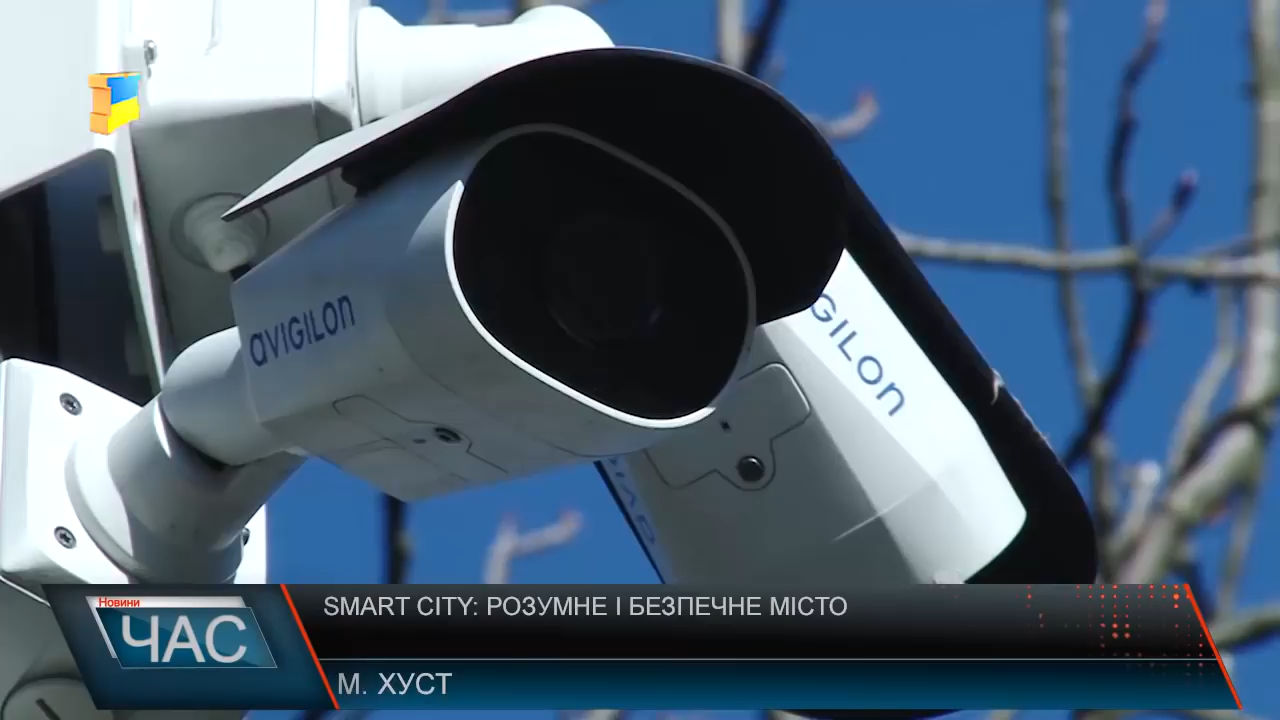 AVIGILON
GILON
Новини
ЧАС
SMART CITY: РОЗУМНЕ І БЕЗПЕЧНЕ МІСТО
М. ХУСТ